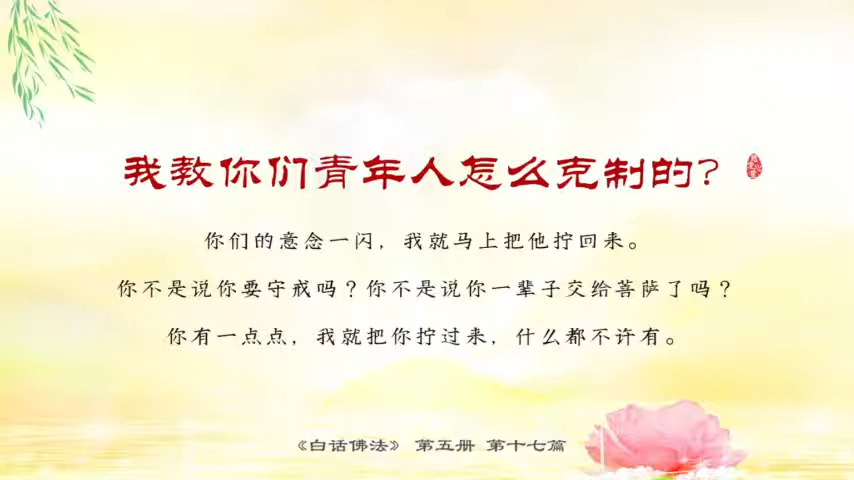 我教你们青年人怎么克制的？
你们的意念一闪，我就马上把他拧回来。
你不是说你要守戒吗？你不是说你一辈子交给菩萨了吗？
你有一点点，我就把你拧过来，什么都不许有。
《白话佛法》 第五册 第十七篇